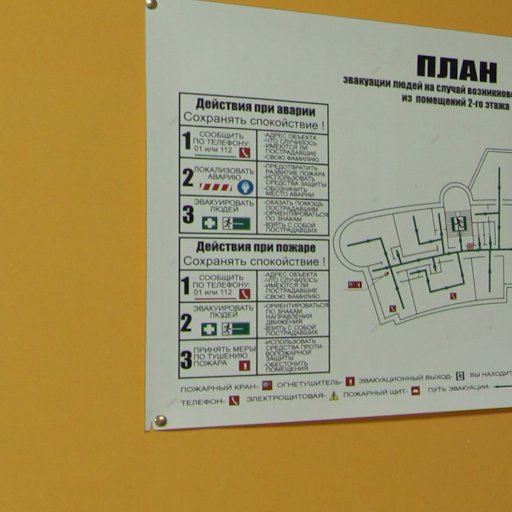 ПЛАН
эвакуации людей на случай
из помещений 2-го этажа
Действия при аварии
Сохранять спокойствие !
1 СООБЩИТЬ
ПО ТЕЛЕФОНУ:
01 или 112
-АДРЕС ОБЪЕКТА
-ЧТО СЛУЧИЛОСЬ
-ИМЕЮТСЯ ЛИ
ПОСТРАДАВШИЕ
-СВОЮ ФАМИЛИЮ
2 ЛОКАЛИЗОВАТЬ
АВАРИЮ
-ПРЕДОТВРАТИТЬ
РАЗВИТИЕ ПОЖАРА
-ИСПОЛЬЗОВАТЬ
СРЕДСТВА ЗАЩИТЫ
-ОБОЗНАЧИТЬ
МЕСТО АВАРИИ
3 ЭВАКУИРОВАТЬ
ЛЮДЕЙ
-ОКАЗАТЬ ПОМОЩЬ
ПОСТРАДАВШИМ
-ОРИЕНТИРОВАТЬСЯ
ПО ЗНАКАМ
-ВЗЯТЬ С СОБОЙ
ПОСТРАДАВШИХ
Действия при пожаре
Сохранять спокойствие !
1 СООБЩИТЬ
ПО ТЕЛЕФОНУ:
01 или 112
-АДРЕС ОБЪЕКТА
-ЧТО СЛУЧИЛОСЬ
-ИМЕЮТСЯ ЛИ
ПОСТРАДАВШИЕ
-СВОЮ ФАМИЛИЮ
2 ЭВАКУИРОВАТЬ
ЛЮДЕЙ
-ОРИЕНТИРОВАТЬСЯ
ПО ЗНАКАМ
НАПРАВЛЕНИЯ
ДВИЖЕНИЯ
-ВЗЯТЬ С СОБОЙ
ПОСТРАДАВШИХ
3 ПРИНЯТЬ МЕРЫ
ПО ТУШЕНИЮ
ПОЖАРА
-ИСПОЛЬЗОВАТЬ
СРЕДСТВА ПРОТИ-
ВОПОЖАРНОЙ
ЗАЩИТЫ
-ОБЕСТОЧИТЬ
ПОМЕЩЕНИЯ
ПОЖАРНЫЙ КРАН- ОГНЕТУШИТЕЛЬ- ЭВАКУАЦИОННЫЙ ВЫХОД- ВЫ
ТЕЛЕФОН- ЭЛЕКТРОЩИТОВАЯ- ПОЖАРНЫЙ ЩИТ- ПУТЬ ЭВАКУАЦИИ-